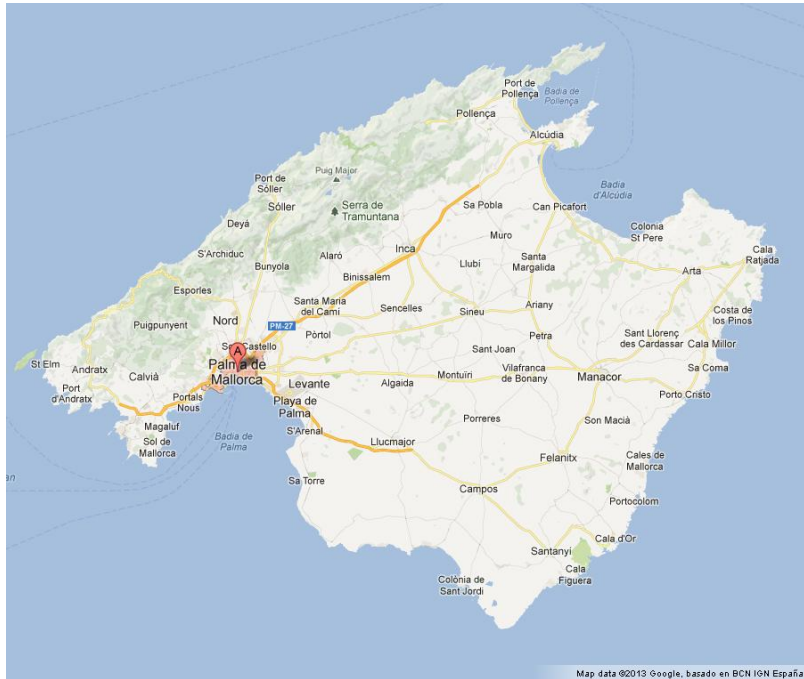 Port de
Pollença
Badia de
Pollença
Pollença
Alcúdia
Puig Major
Port de
Sóller
Badia
d'Alcúdia
Sóller
Serra de
Tramuntana
Sa Pobla
Can Picafort
Deyá
Colonia
St Pere
Muro
Inca
Cala
Ratjada
S'Archiduc
Alaró
Bunyola
Llubí
Santa
Margalida
Arta
Binissalem
Esporles
Santa Maria
del Camí
Sencelles
Sineu
Ariany
Costa de
los Pinos
Nord
Puigpunyent
PM-27
Pòrtol
Petra
Sant Llorenç
des Cardassar
Cala Millor
Castello
Sant Joan
A
St Elm
Andratx
Calvià
Palma de
Mallorca
Levante
Algaida
Montuïri
Vilafranca
de Bonany
Manacor
Sa Coma
Port
d'Andratx
Portals
Nous
Playa de
Palma
Porto Cristo
Magaluf
Sol de
Mallorca
Badia de
Palma
S'Arenal
Llucmajor
Porreres
Son Macià
Felanitx
Cales de
Mallorca
Sa Torre
Campos
Portocolom
Santanyí
Cala d'Or
Colònia de
Sant Jordi
Cala
Figuera
Map data ©2013 Google, basado en BCN IGN España